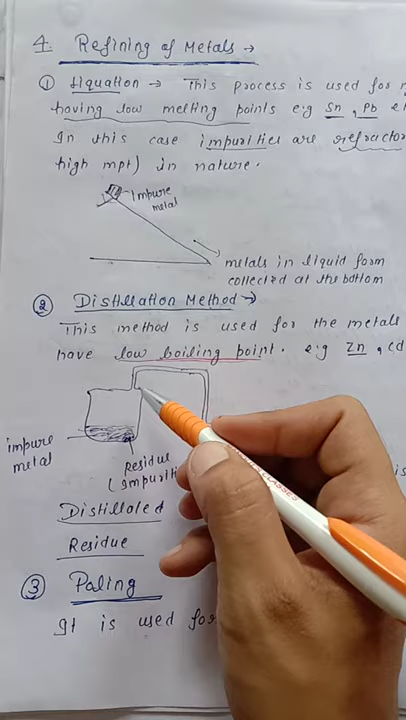 4. Refining of Metals →
① Liquation → This process is used for
having low melting points e.g Sn, Pb
In this case impurities are refractor
high mpt) in nature.
Impure
metal
metals in liquid form
collected at the bottom
② Distillation Method →
This method is used for the metals
have low boiling point. e.g Zn, Cd
impure
metal
Residue
(Impuriti
Distillated
Residue
③ Poling
It is used for
CLASSES